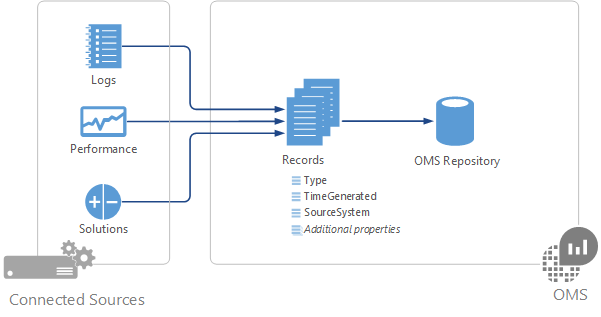 Logs
Performance
Solutions
Connected Sources
Records
Type
TimeGenerated
SourceSystem
Additional properties
OMS Repository
OMS